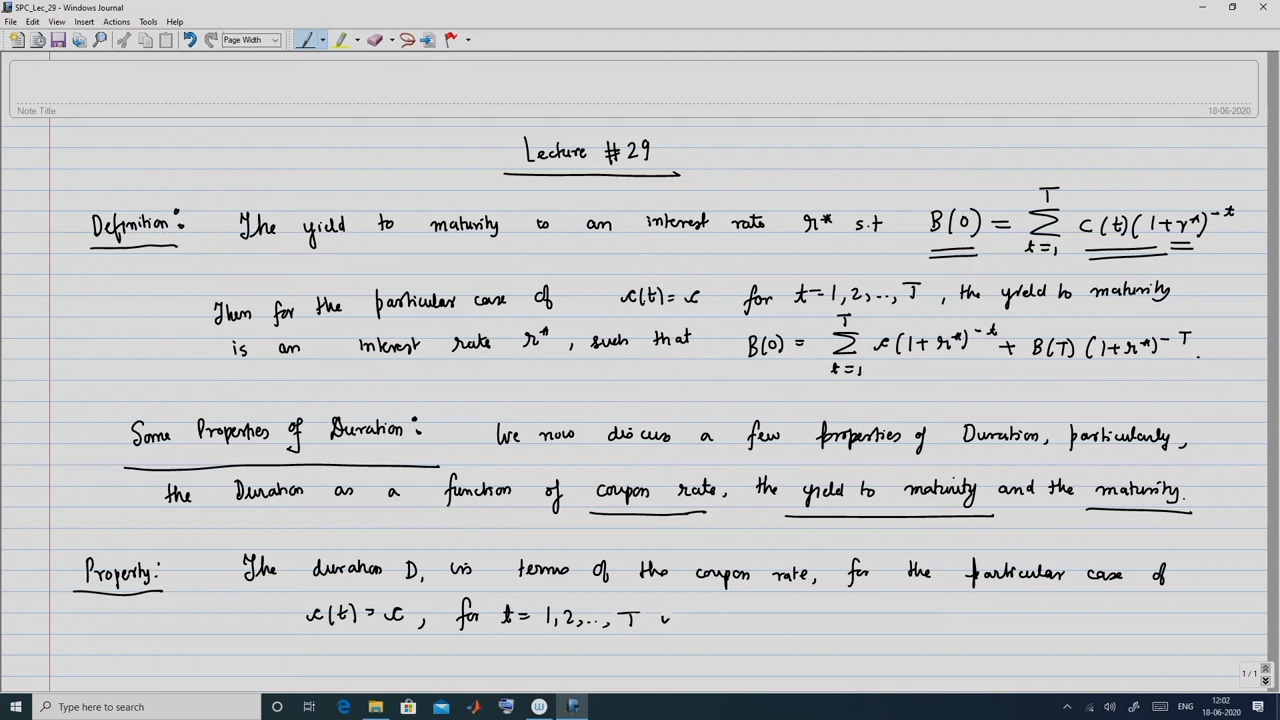 SPC_Lec_29 - Windows Journal
File Edit View Insert Actions Tools Help
Page Width
Note Title
18-06-2020
Lecture #29
Definition: The yield to maturity to an interest rate r* s.t B(0) = Σ_{t=1}^{T} C(t)(1+r*)^{-t}
Then for the particular case of c(t)=c for t=1,2,..,T, the yield to maturity
is an interest rate r*, such that B(0) = Σ_{t=1}^{T} c(1+r*)^{-t} + B(T)(1+r*)^{-T}.
Some Properties of Duration: We now discus a few properties of Duration, particularly,
the Duration as a function of coupon rate, the yield to maturity and the maturity.
Property: The duration D, in terms of the coupon rate, for the particular case of
c(t) = c, for t = 1,2,..., T
1/1
Type here to search
ENG
12:02
18-06-2020